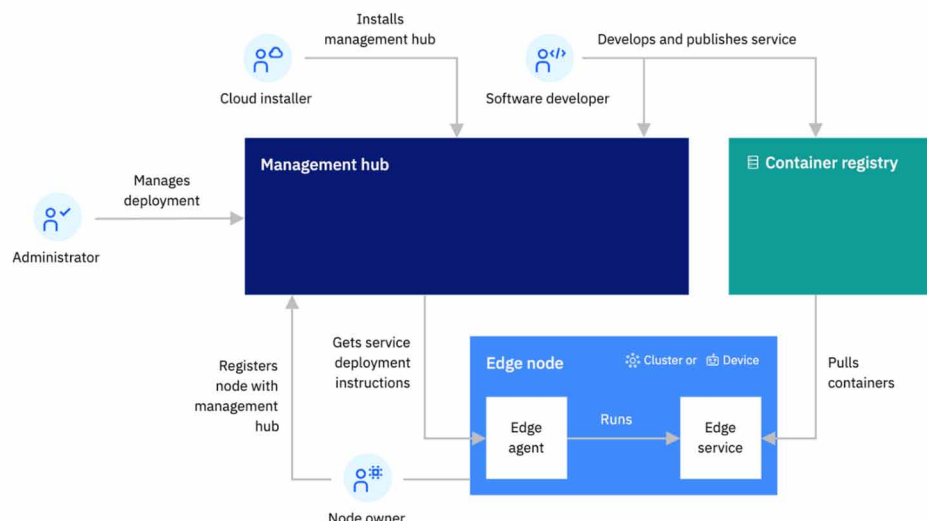 Installs
management hub
Develops and publishes service
Cloud installer
Software developer
Management hub
Container registry
Manages
deployment
Administrator
Registers
node with
management
hub
Gets service
deployment
instructions
Edge node
Cluster or
Device
Pulls
containers
Edge
agent
Runs
Edge
service
Node owner